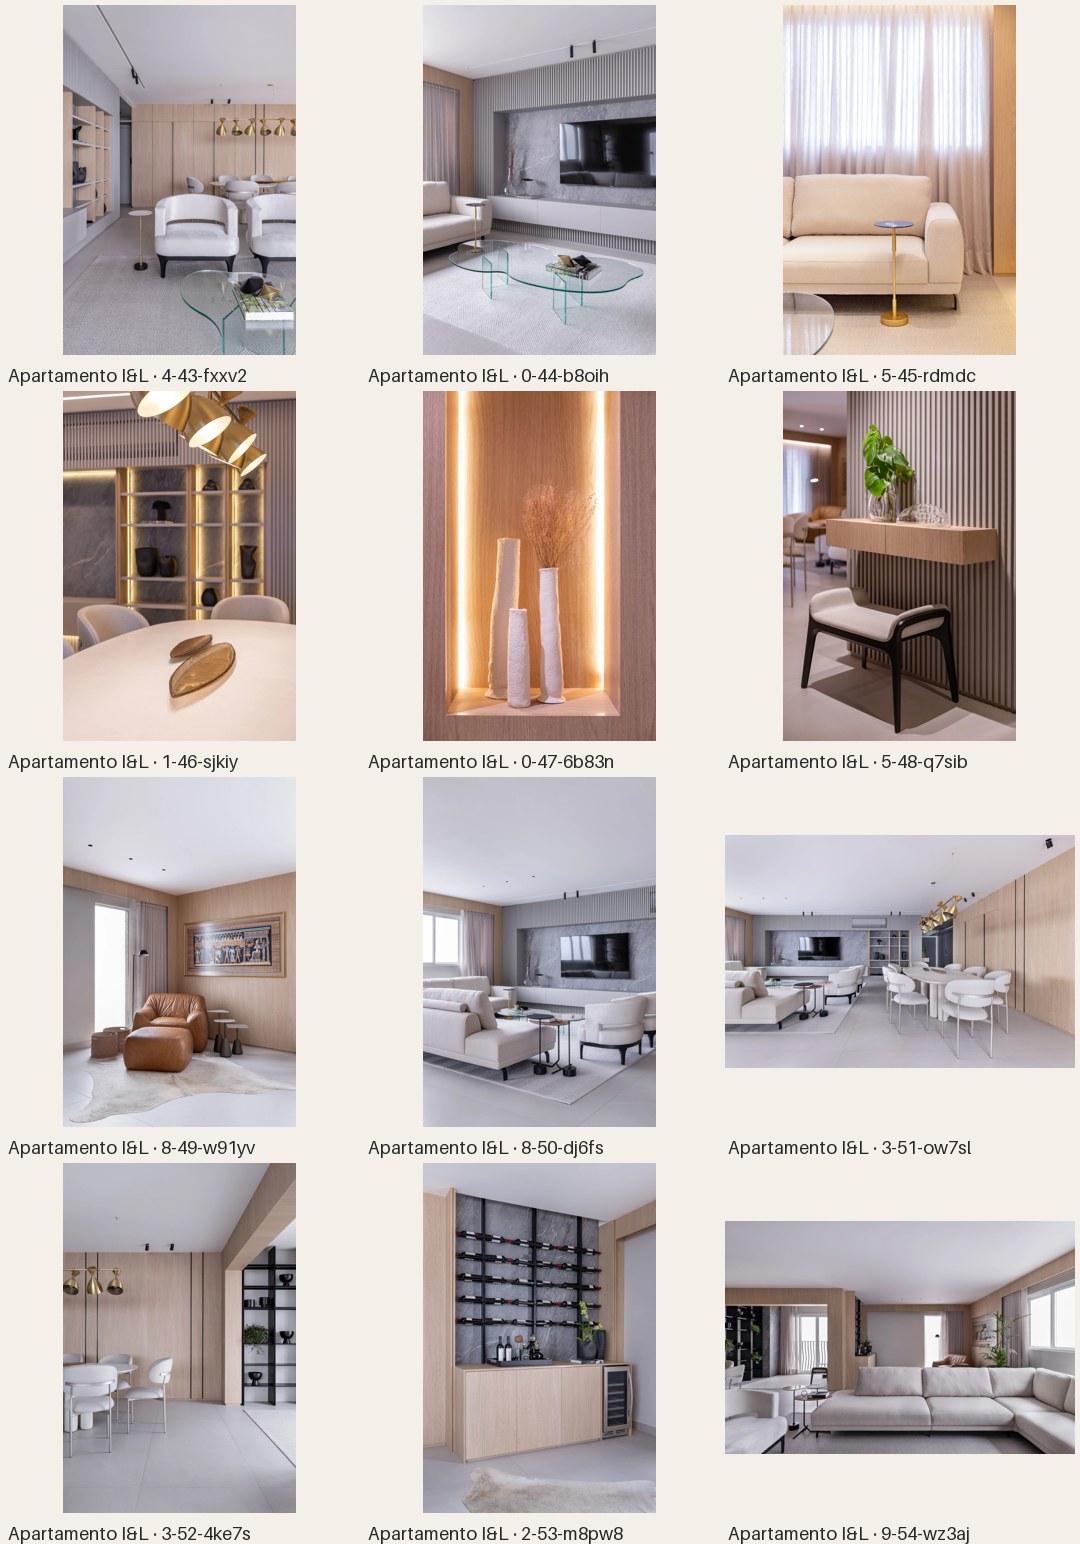 Apartamento I&L · 4-43-fxxv2
Apartamento I&L · 0-44-b8oih
Apartamento I&L · 5-45-rdmdc
Apartamento I&L · 1-46-sjkiy
Apartamento I&L · 0-47-6b83n
Apartamento I&L · 5-48-q7sib
Apartamento I&L · 8-49-w91yv
Apartamento I&L · 8-50-dj6fs
Apartamento I&L · 3-51-ow7sl
Apartamento I&L · 3-52-4ke7s
Apartamento I&L · 2-53-m8pw8
Apartamento I&L · 9-54-wz3aj